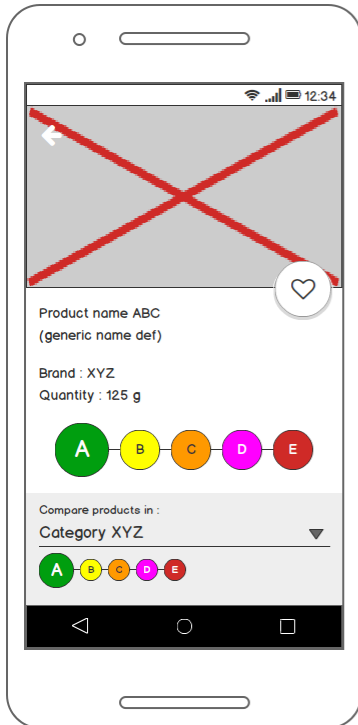 12:34
Product name ABC
(generic name def)
Brand : XYZ
Quantity : 125 g
A B C D E
Compare products in :
Category XYZ
A B C D E